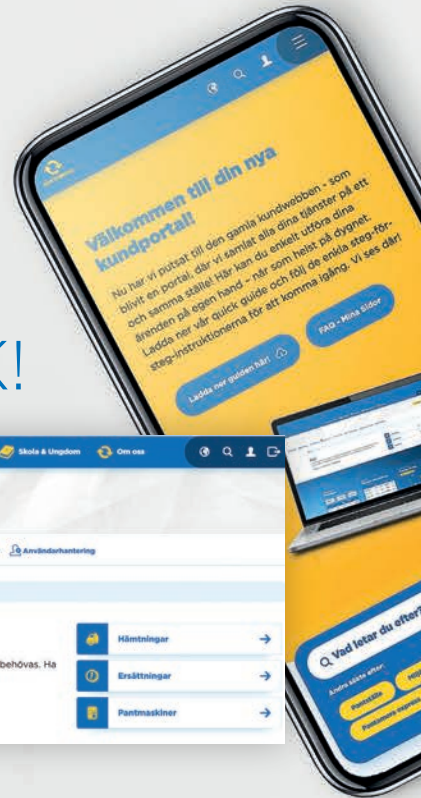 K!
Välkommen till din nya
kundportal!
Nu har vi putsat till den gamla kundwebben - som
blivit en portal, där vi samlat alla dina tjänster på ett
och samma ställe! Här kan du enkelt utföra dina
ärenden på egen hand – når som helst på dygnet.
Ladda ner vår quick guide och följ de enkla steg-för-
steg-instruktionerna för att komma igång. Vi ses där!
Ladda ner guiden här!
FAQ - Mina Sidor
Skola & Ungdom
Om oss
Användarhantering
behövas. Ha
Hämtningar
Ersättningar
Pantmaskiner
Vad letar du efter?
Andra sökte efter:
Pantställe
Pantamera express